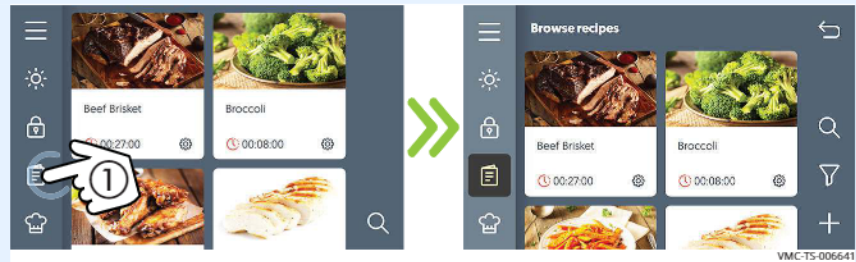 Beef Brisket
Broccoli
00:27:00
00:08:00
1
Browse recipes
Beef Brisket
Broccoli
00:27:00
00:08:00
VMC-TS-006641